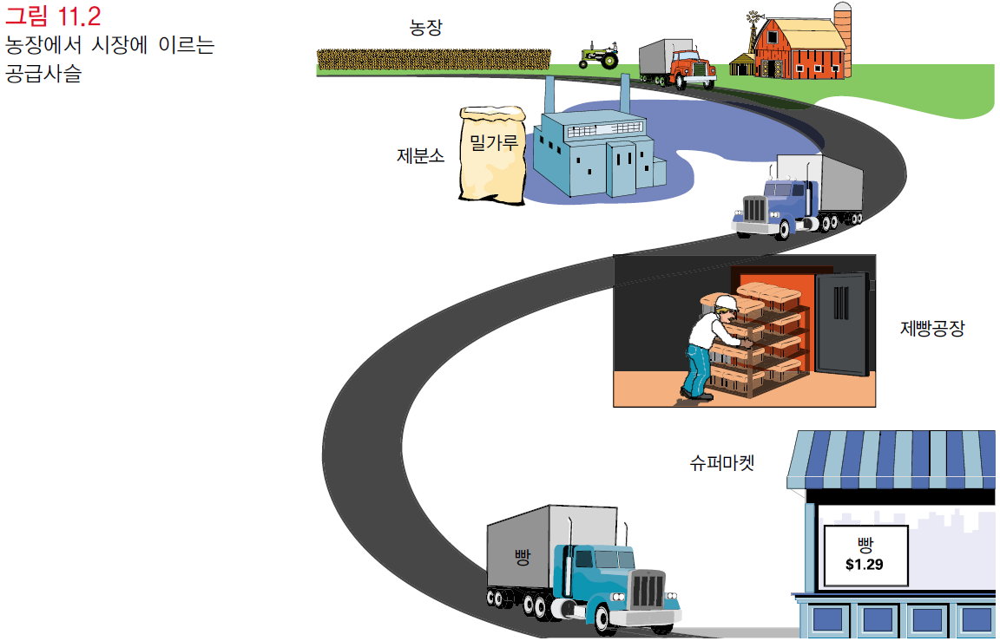 그림 11.2
농장에서 시장에 이르는
공급사슬
농장
제분소
밀가루
제빵공장
슈퍼마켓
빵
$1.29
빵